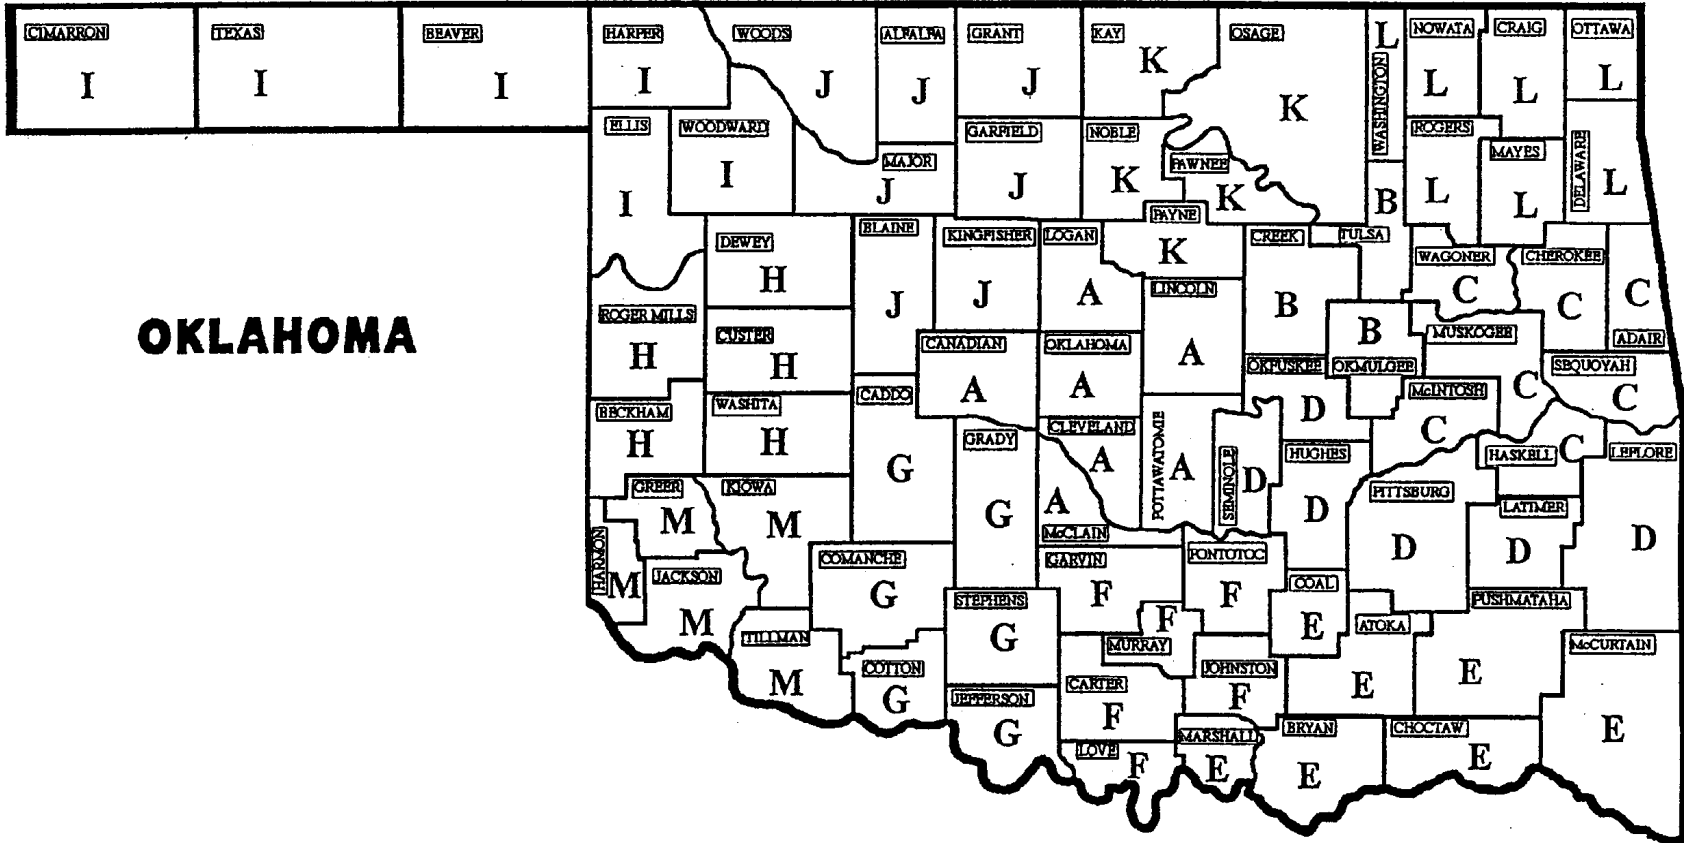 CIMARRON
I
TEXAS
I
BEAVER
I
HARPER
I
WOODS
J
ALFALFA
J
GRANT
J
KAY
K
OSAGE
K
L
WASHINGTON
NOWATA
L
CRAIG
L
OTTAWA
L
ELLIS
I
WOODWARD
I
MAJOR
J
GARFIELD
J
NOBLE
K
PAWNEE
K
B
TULSA
ROGERS
L
MAYES
L
DELAWARE
L
DEWEY
H
BLAINE
J
KINGFISHER
J
LOGAN
A
PAYNE
K
LINCOLN
A
CREEK
B
WAGONER
C
CHEROKEE
C
C
ADAIR
OKLAHOMA
ROGER MILLS
H
CUSTER
H
CANADIAN
A
OKLAHOMA
A
OKFUSKEE
D
B
OKMULGEE
MUSKOGEE
C
SEQUOYAH
C
BECKHAM
H
WASHITA
H
CADDO
G
GRADY
G
CLEVELAND
A
A
McCLAIN
POTTAWATOMIE
A
SEMINOLE
D
HUGHES
D
McINTOSH
C
HASKELL
C
LEFLORE
D
PITTSBURG
D
LATIMER
D
GREER
M
KIOWA
M
HARMON
M
JACKSON
M
COMANCHE
G
STEPHENS
G
GARVIN
F
PONTOTOC
F
COAL
E
ATOKA
E
PUSHMATAHA
E
McCURTAIN
E
TILLMAN
M
COTTON
G
JEFFERSON
G
F
MURRAY
CARTER
F
JOHNSTON
F
LOVE
F
MARSHALL
E
BRYAN
E
CHOCTAW
E